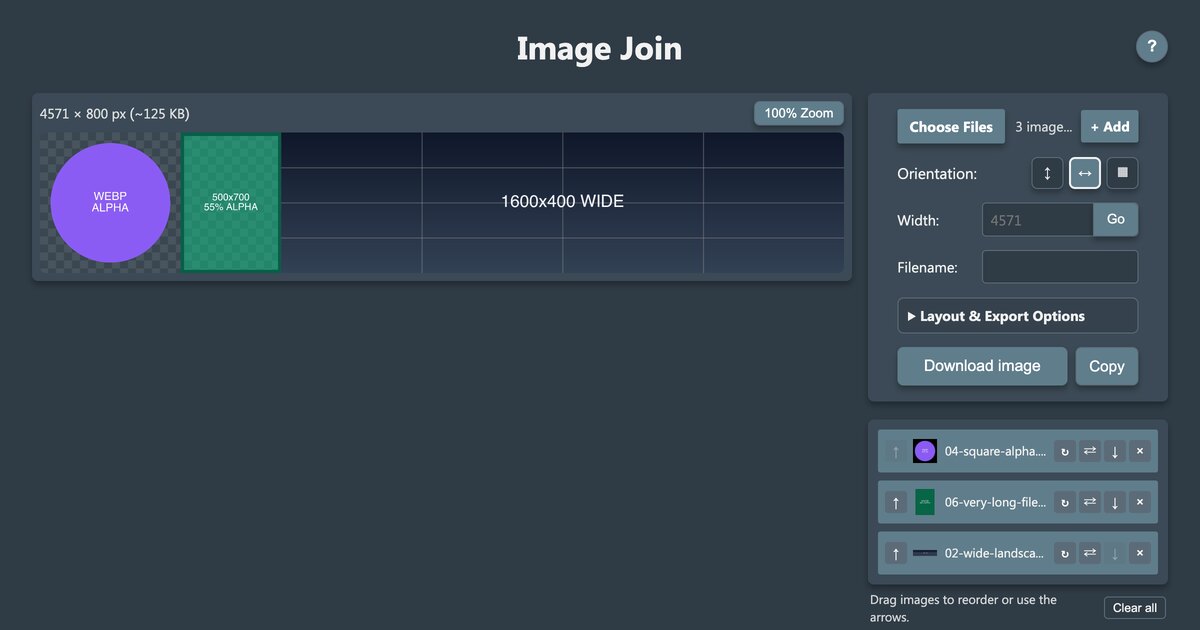 Image Join
?
4571 × 800 px (~125 KB)
100% Zoom
WEBP
ALPHA
500x700
55% ALPHA
1600x400 WIDE
Choose Files
3 image...
+ Add
Orientation:
Width:
4571
Go
Filename:
Layout & Export Options
Download image
Copy
04-square-alpha....
06-very-long-file...
02-wide-landsca...
Drag images to reorder or use the
arrows.
Clear all